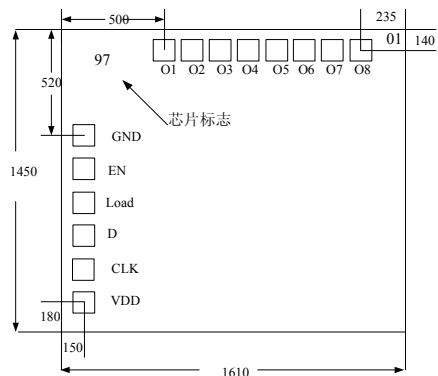 500
235
97
01
140
O1 O2 O3 O4 O5 O6 O7 O8
520
芯片标志
GND
1450
EN
Load
D
CLK
VDD
180
150
1610